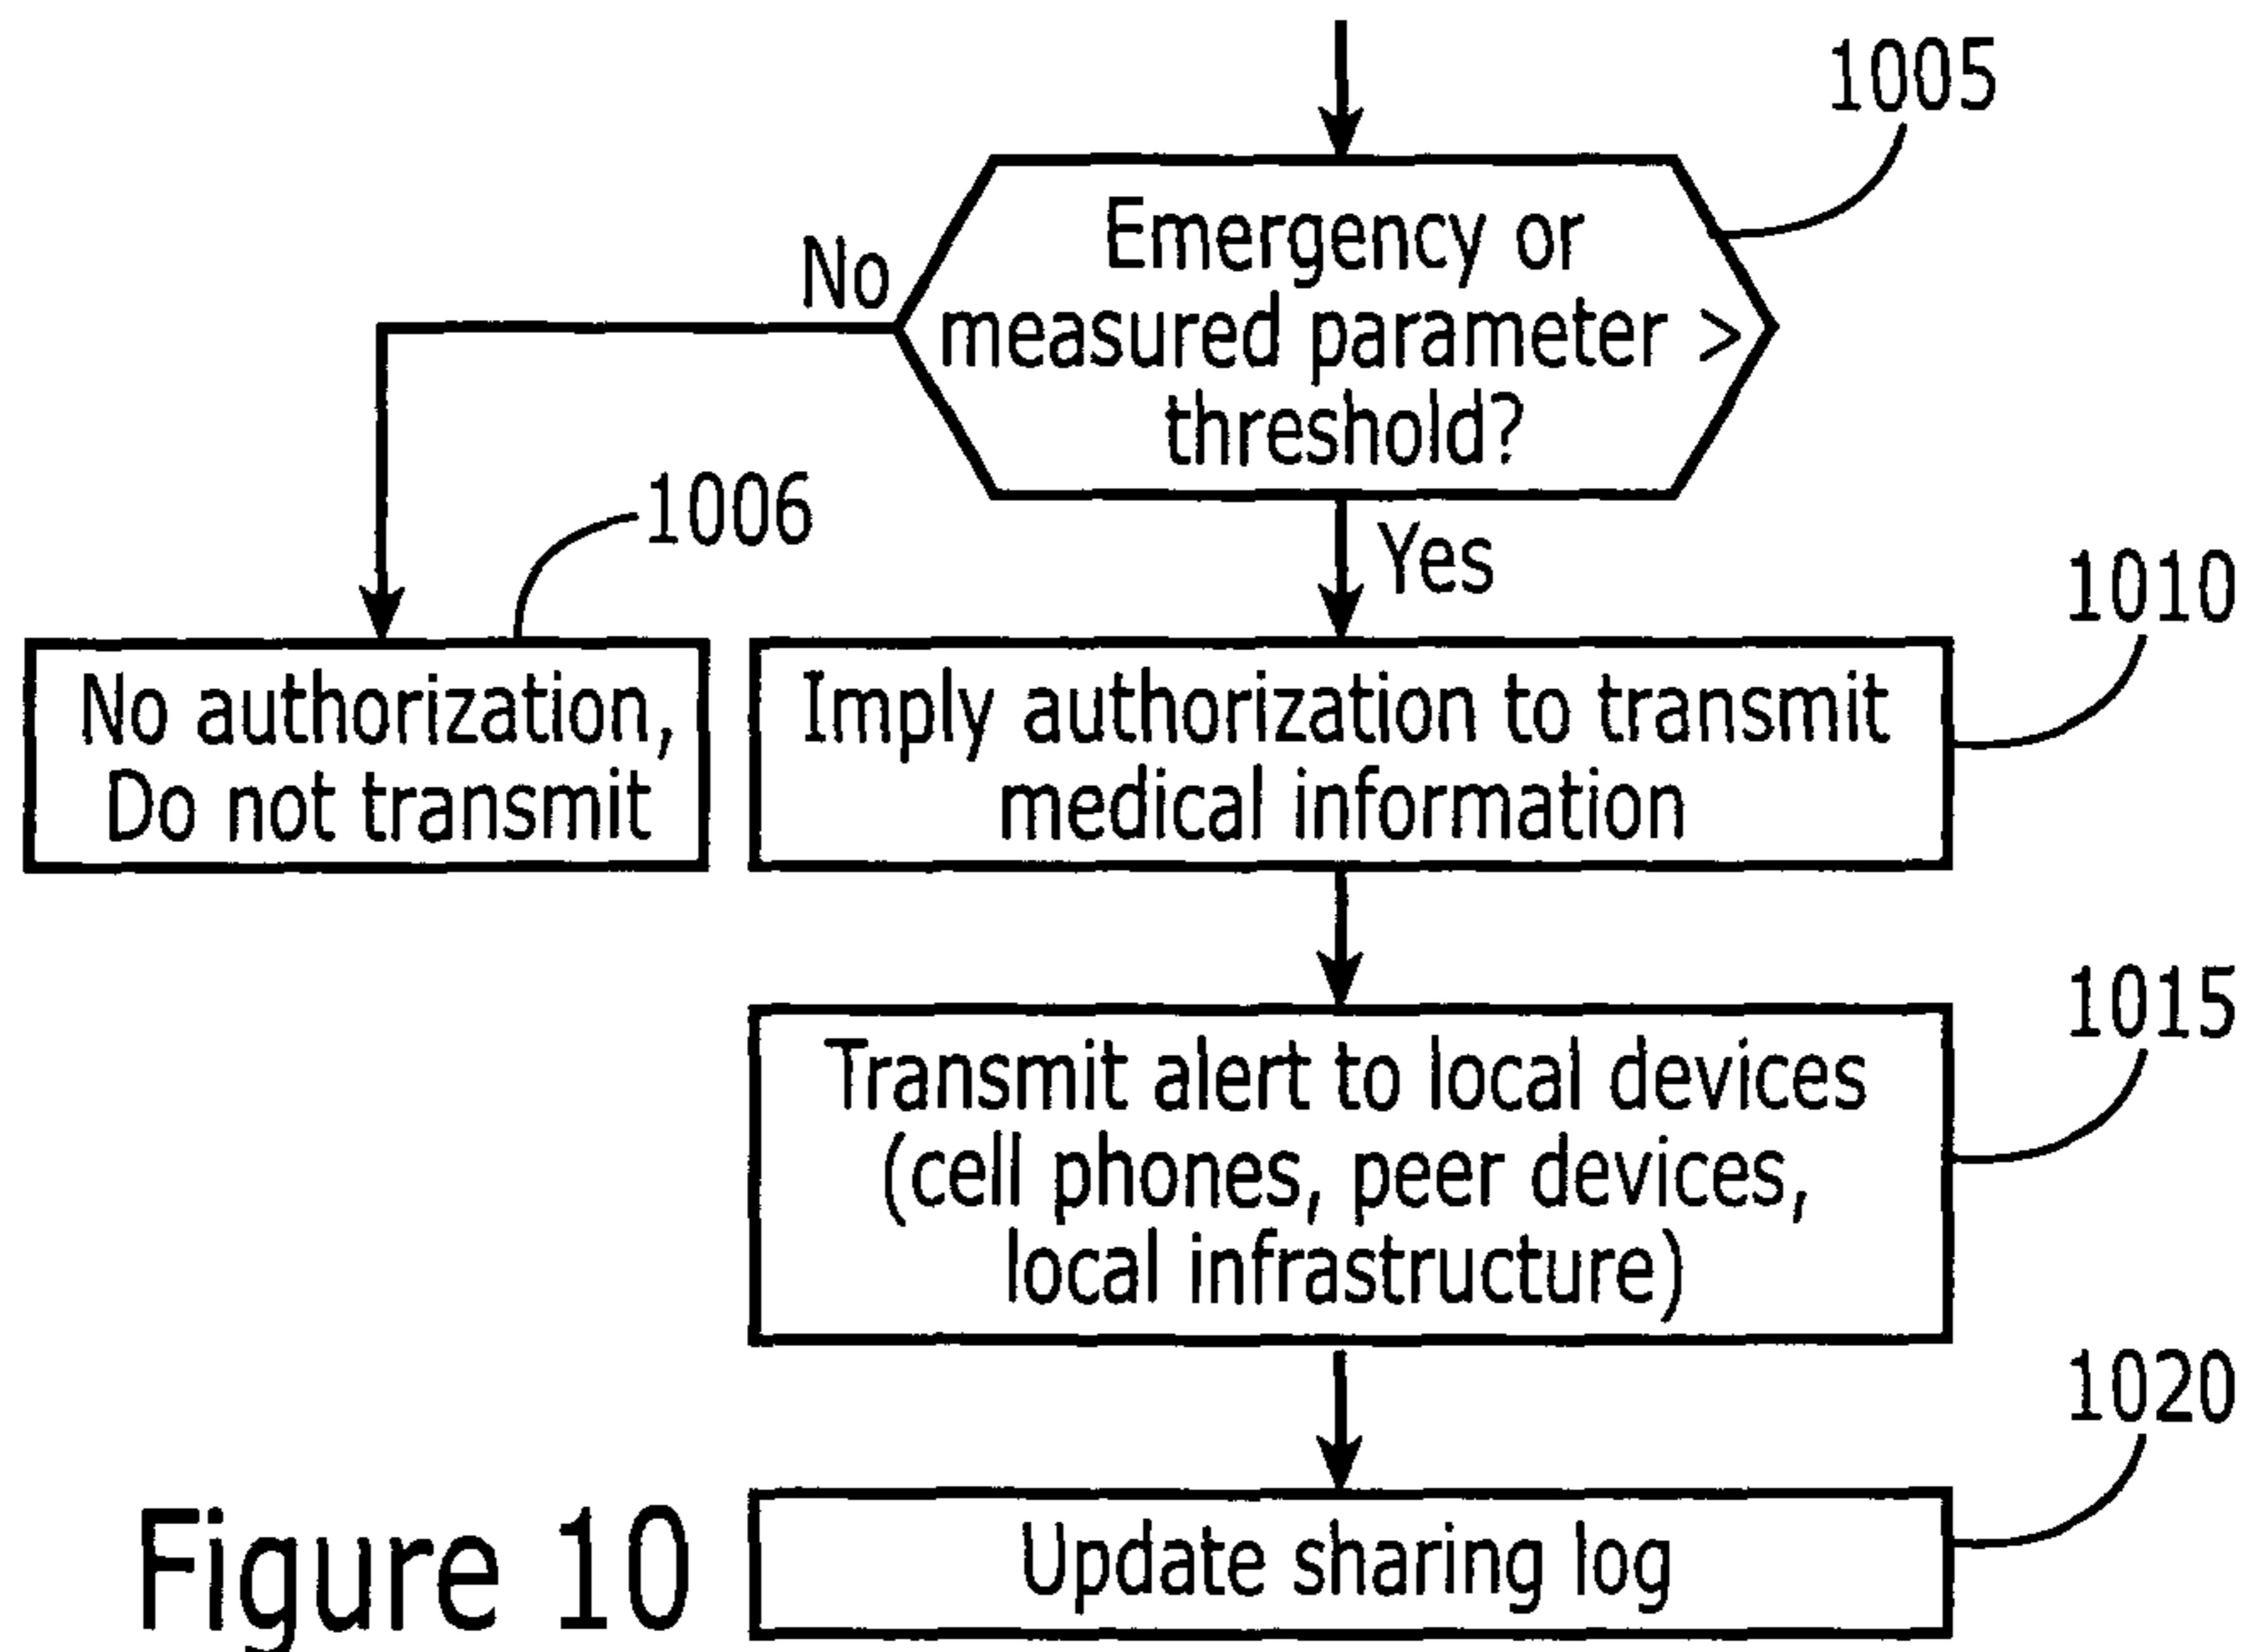 1005
Emergency or
measured parameter >
threshold?
No
Yes
1006
No authorization,
Do not transmit
1010
Imply authorization to transmit
medical information
1015
Transmit alert to local devices
(cell phones, peer devices,
local infrastructure)
1020
Update sharing log
Figure 10